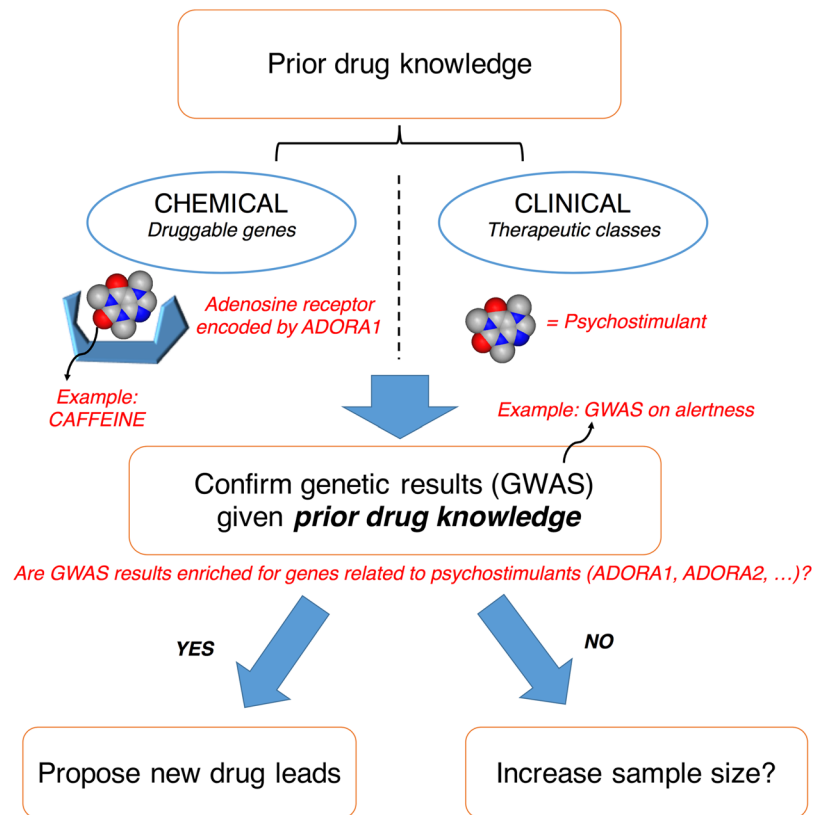 Prior drug knowledge
CHEMICAL
Druggable genes
CLINICAL
Therapeutic classes
Adenosine receptor
encoded by ADORA1
= Psychostimulant
Example:
CAFFEINE
Example: GWAS on alertness
Confirm genetic results (GWAS)
given prior drug knowledge
Are GWAS results enriched for genes related to psychostimulants (ADORA1, ADORA2, …)?
YES
NO
Propose new drug leads
Increase sample size?